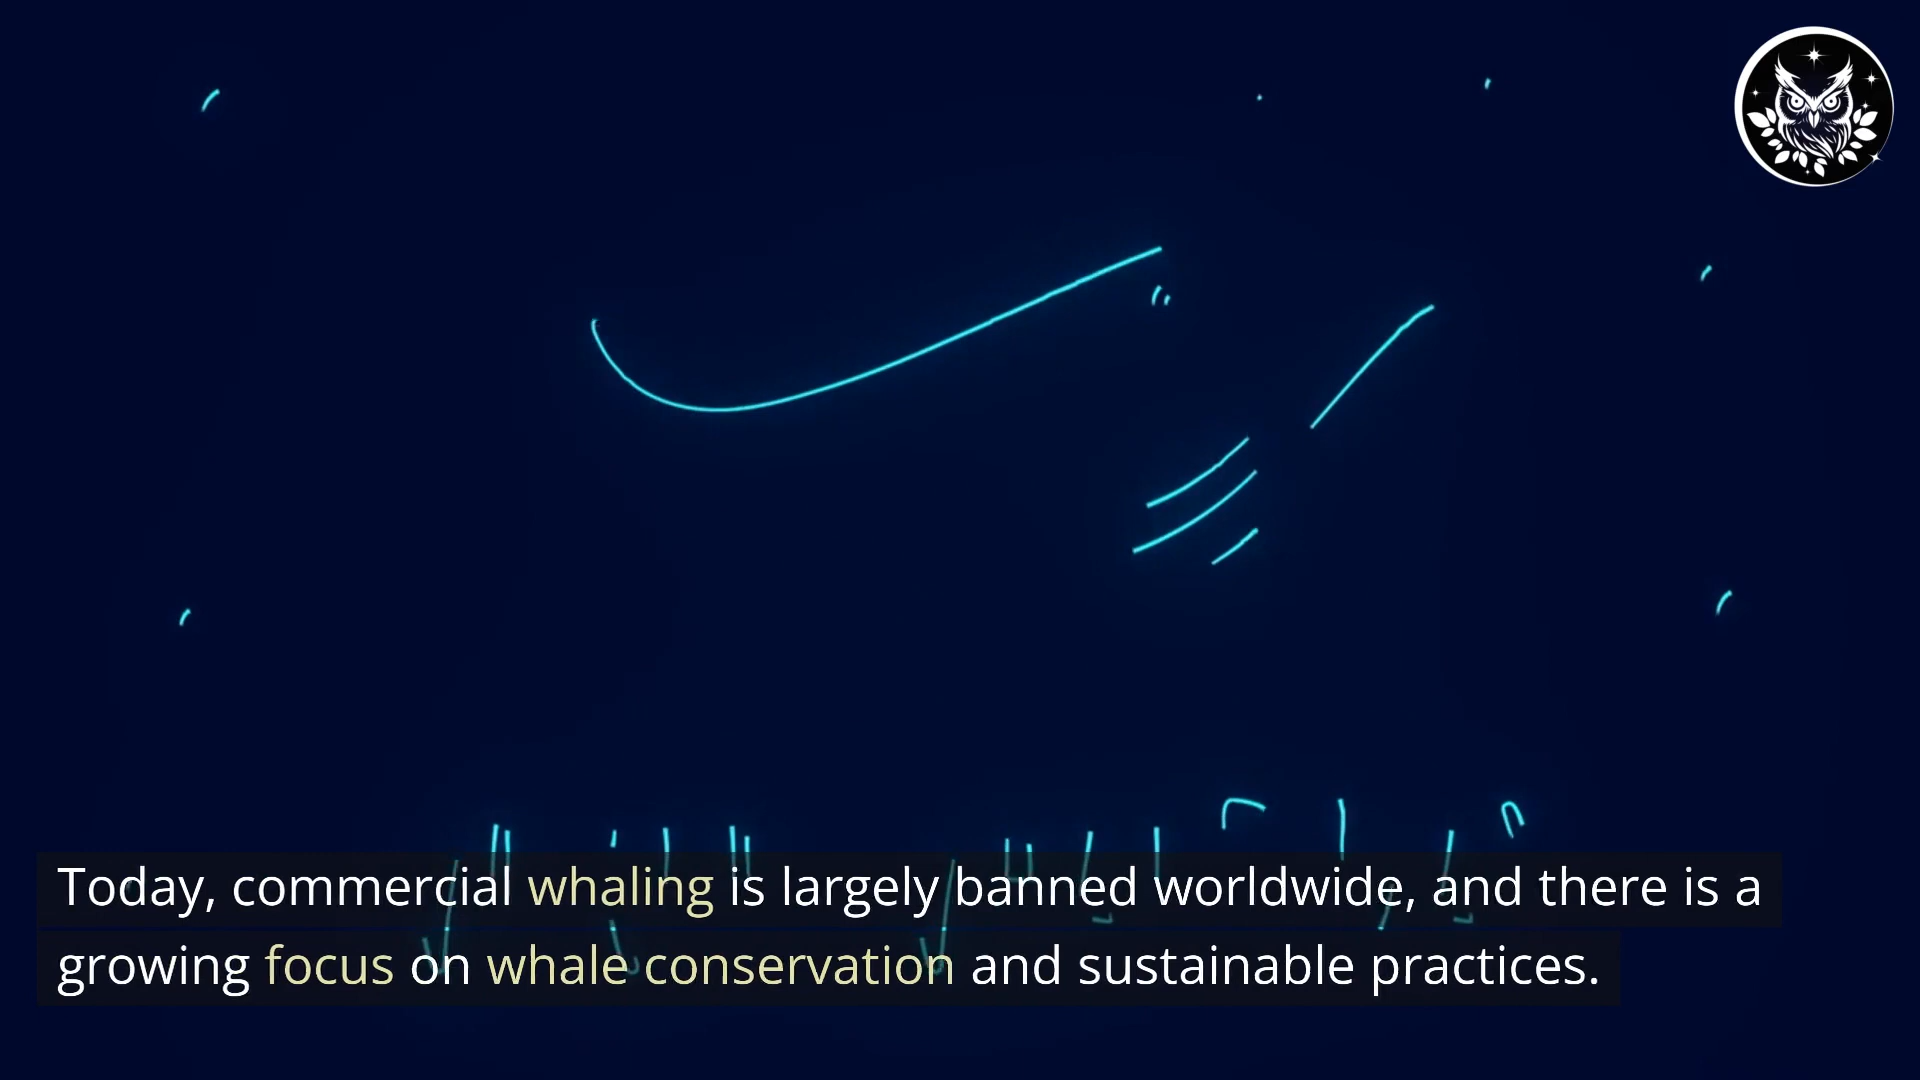 Today, commercial whaling is largely banned worldwide, and there is a
growing focus on whale conservation and sustainable practices.